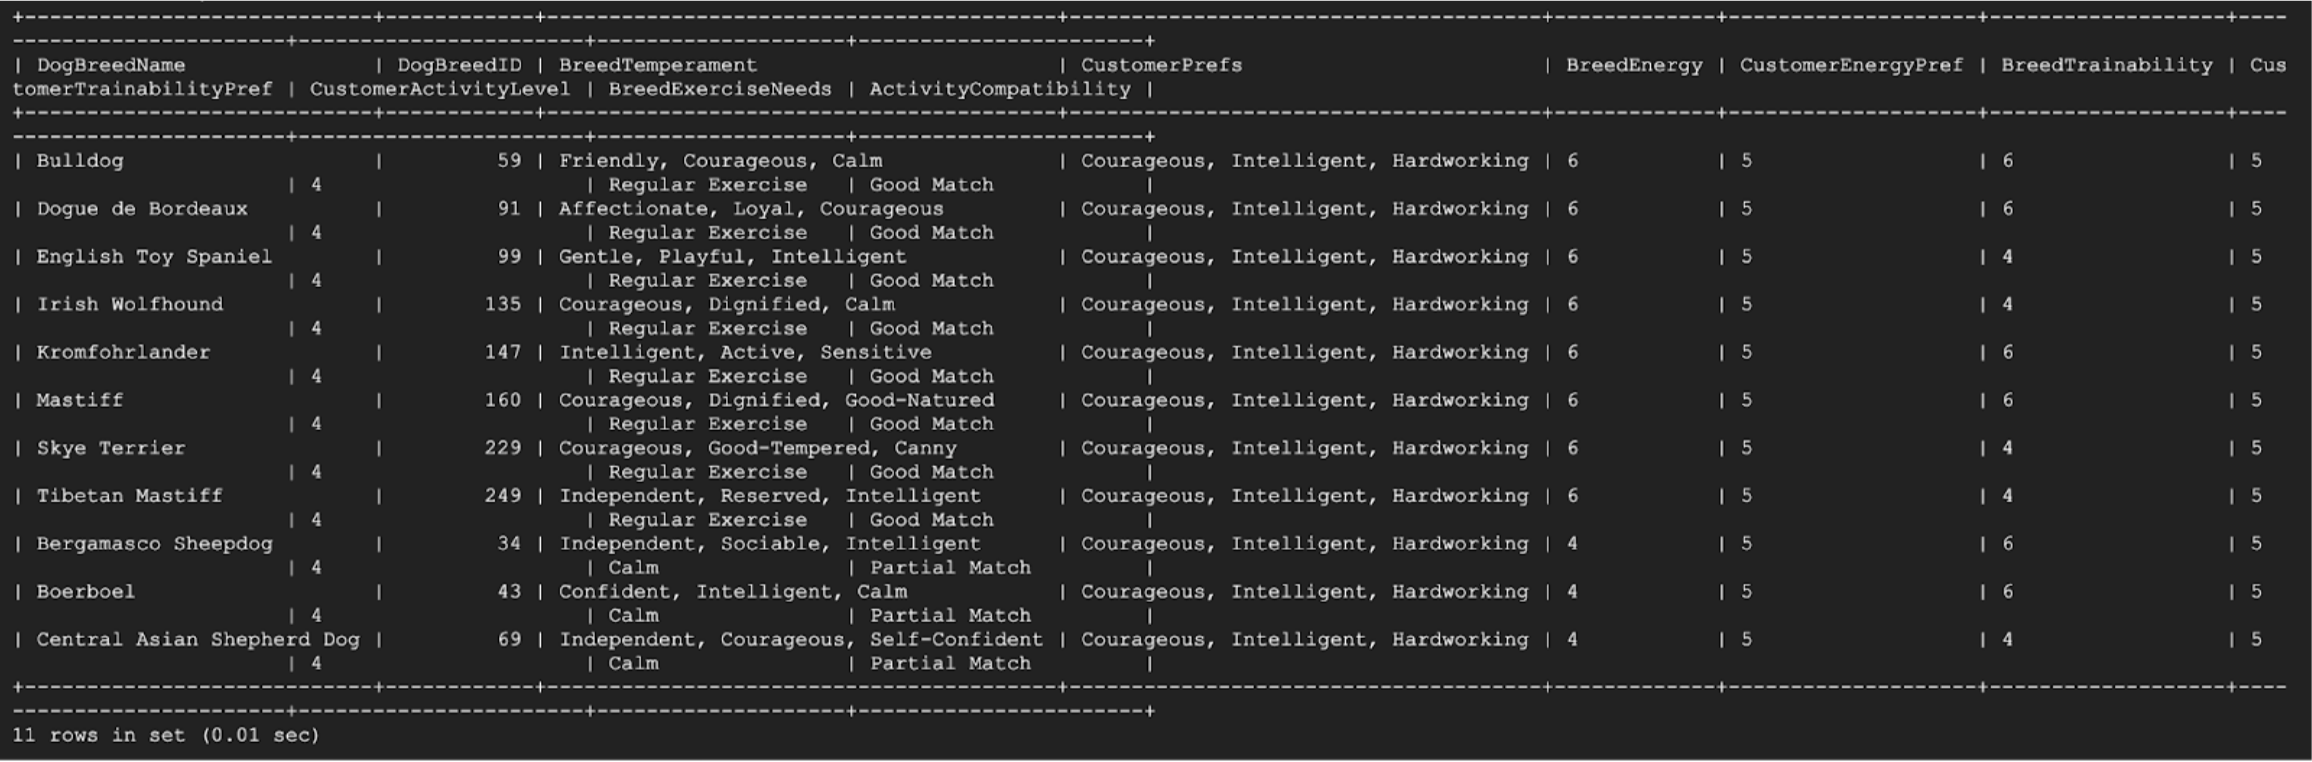 +----------------------------+------------+-----------------------------------------+--------------------------------------+-------------+--------------------+--------------------+----
----------------------+-----------------------+--------------------+-----------------------+
| DogBreedName               | DogBreedID | BreedTemperament                        | CustomerPrefs                        | BreedEnergy | CustomerEnergyPref | BreedTrainability | Cus
tomerTrainabilityPref | CustomerActivityLevel | BreedExerciseNeeds | ActivityCompatibility |
+----------------------------+------------+-----------------------------------------+--------------------------------------+-------------+--------------------+-------------------+----
----------------------+-----------------------+--------------------+-----------------------+
| Bulldog                    |         59 | Friendly, Courageous, Calm              | Courageous, Intelligent, Hardworking | 6           | 5                  | 6                 | 5
                      | 4                     | Regular Exercise   | Good Match            |
| Dogue de Bordeaux          |         91 | Affectionate, Loyal, Courageous         | Courageous, Intelligent, Hardworking | 6           | 5                  | 6                 | 5
                      | 4                     | Regular Exercise   | Good Match            |
| English Toy Spaniel        |         99 | Gentle, Playful, Intelligent            | Courageous, Intelligent, Hardworking | 6           | 5                  | 4                 | 5
                      | 4                     | Regular Exercise   | Good Match            |
| Irish Wolfhound            |        135 | Courageous, Dignified, Calm             | Courageous, Intelligent, Hardworking | 6           | 5                  | 4                 | 5
                      | 4                     | Regular Exercise   | Good Match            |
| Kromfohrlander             |        147 | Intelligent, Active, Sensitive          | Courageous, Intelligent, Hardworking | 6           | 5                  | 6                 | 5
                      | 4                     | Regular Exercise   | Good Match            |
| Mastiff                    |        160 | Courageous, Dignified, Good-Natured     | Courageous, Intelligent, Hardworking | 6           | 5                  | 6                 | 5
                      | 4                     | Regular Exercise   | Good Match            |
| Skye Terrier               |        229 | Courageous, Good-Tempered, Canny        | Courageous, Intelligent, Hardworking | 6           | 5                  | 4                 | 5
                      | 4                     | Regular Exercise   | Good Match            |
| Tibetan Mastiff            |        249 | Independent, Reserved, Intelligent      | Courageous, Intelligent, Hardworking | 6           | 5                  | 4                 | 5
                      | 4                     | Regular Exercise   | Good Match            |
| Bergamasco Sheepdog        |         34 | Independent, Sociable, Intelligent      | Courageous, Intelligent, Hardworking | 4           | 5                  | 6                 | 5
                      | 4                     | Calm               | Partial Match         |
| Boerboel                   |         43 | Confident, Intelligent, Calm            | Courageous, Intelligent, Hardworking | 4           | 5                  | 6                 | 5
                      | 4                     | Calm               | Partial Match         |
| Central Asian Shepherd Dog |         69 | Independent, Courageous, Self-Confident | Courageous, Intelligent, Hardworking | 4           | 5                  | 4                 | 5
                      | 4                     | Calm               | Partial Match         |
+----------------------------+------------+-----------------------------------------+--------------------------------------+-------------+--------------------+-------------------+----
----------------------+-----------------------+--------------------+-----------------------+
11 rows in set (0.01 sec)